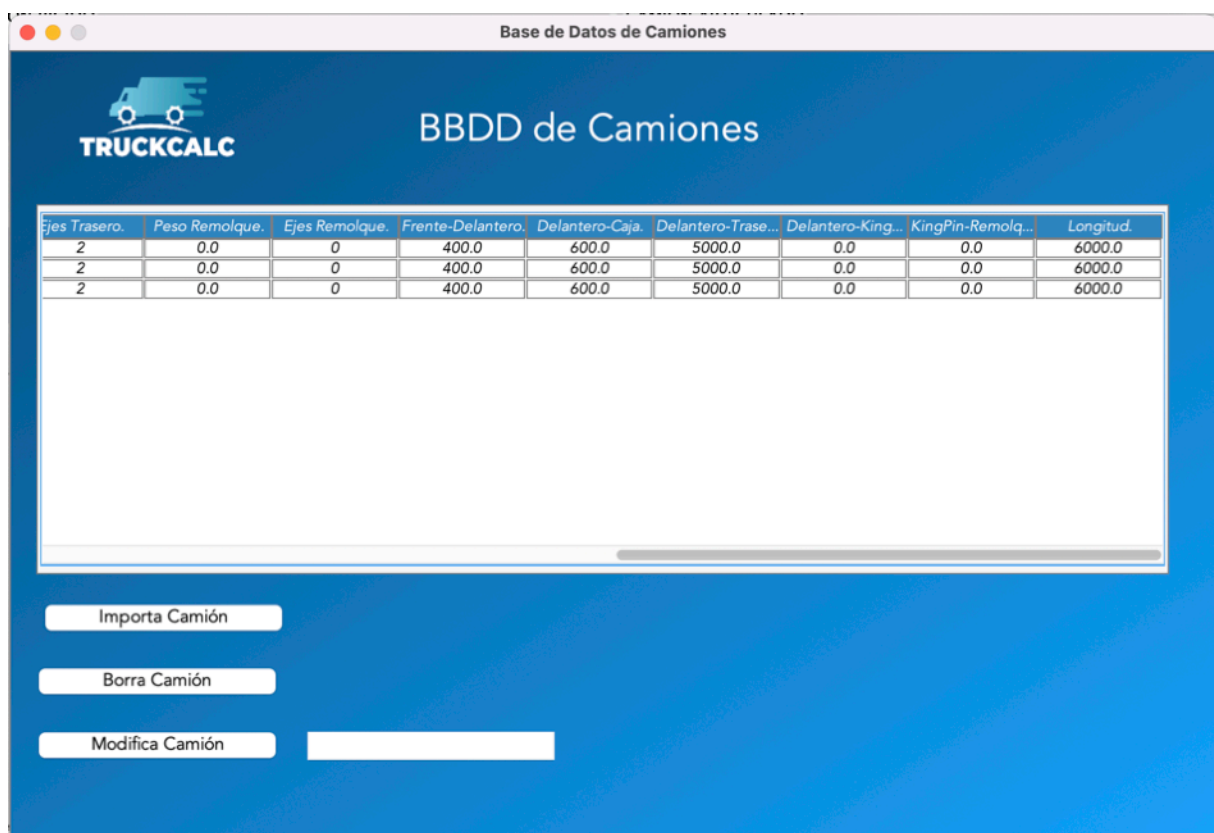 Base de Datos de Camiones
TRUCKCALC
BBDD de Camiones
Ejes Trasero. Peso Remolque. Ejes Remolque. Frente-Delantero. Delantero-Caja. Delantero-Trase... Delantero-King... KingPin-Remolq... Longitud.
2 0.0 0 400.0 600.0 5000.0 0.0 0.0 6000.0
2 0.0 0 400.0 600.0 5000.0 0.0 0.0 6000.0
2 0.0 0 400.0 600.0 5000.0 0.0 0.0 6000.0
Importa Camión
Borra Camión
Modifica Camión